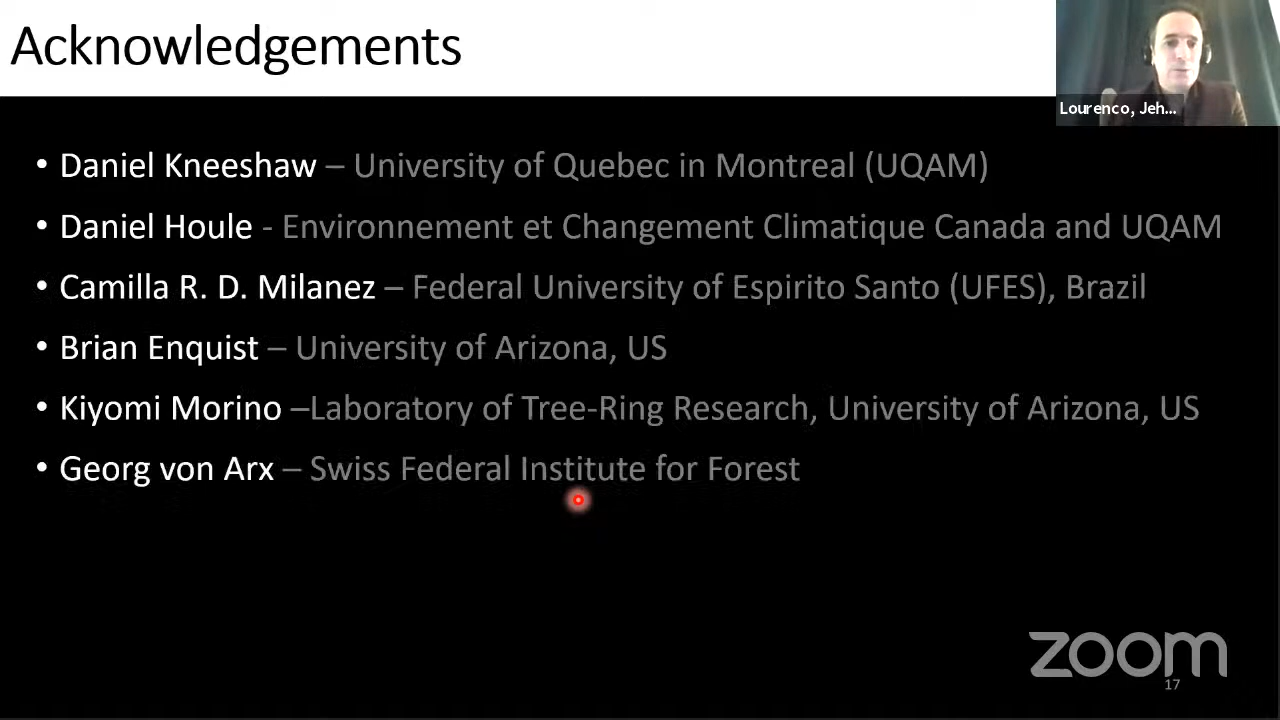 Acknowledgements
Lourenco, Jeh...
• Daniel Kneeshaw – University of Quebec in Montreal (UQAM)
• Daniel Houle - Environnement et Changement Climatique Canada and UQAM
• Camilla R. D. Milanez – Federal University of Espirito Santo (UFES), Brazil
• Brian Enquist – University of Arizona, US
• Kiyomi Morino –Laboratory of Tree-Ring Research, University of Arizona, US
• Georg von Arx – Swiss Federal Institute for Forest
zoom
17